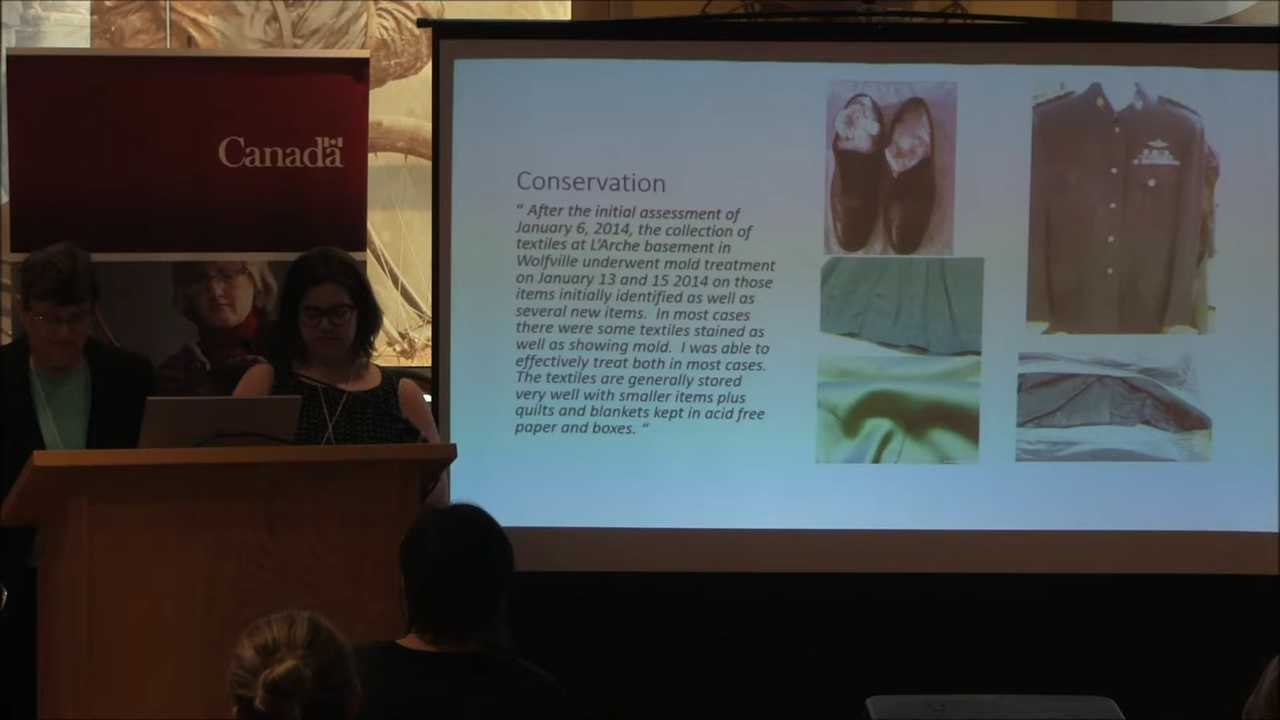 Canada
Conservation
“ After the initial assessment of
January 6, 2014, the collection of
textiles at L’Arche basement in
Wolfville underwent mold treatment
on January 13 and 15 2014 on those
items initially identified as well as
several new items.  In most cases
there were some textiles stained as
well as showing mold.  I was able to
effectively treat both in most cases.
The textiles are generally stored
very well with smaller items plus
quilts and blankets kept in acid free
paper and boxes. “